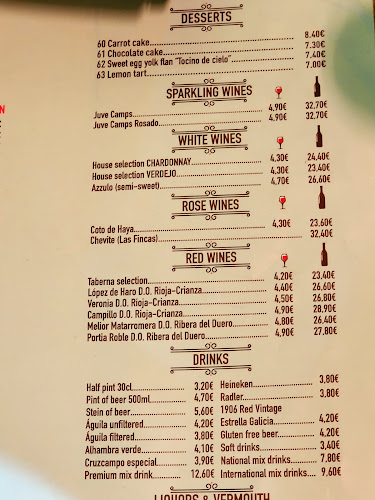 DESSERTS
60 Carrot cake 8.40€
61 Chocolate cake 7.30€
62 Sweet egg yolk flan "Tocino de cielo" 7.40€
63 Lemon tart 7.00€
SPARKLING WINES
Juve Camps 4,90€ 32,70€
Juve Camps Rosado 4,90€ 32,70€
WHITE WINES
House selection CHARDONNAY 4,30€ 24,40€
House selection VERDEJO 4,30€ 23,40€
Azzulo (semi-sweet) 4,70€ 26,60€
ROSE WINES
Coto de Haya 4,30€ 23,60€
Chevite (Las Fincas) 32,40€
RED WINES
Taberna selection 4,20€ 23,40€
López de Haro D.O. Rioja-Crianza 4,40€ 26,60€
Veronia D.O. Rioja-Crianza 4,50€ 26,80€
Campillo D.O. Rioja-Crianza 4,90€ 28,90€
Melior Matarromera D.O. Ribera del Duero 4,80€ 26,40€
Portia Roble D.O. Ribera del Duero 4,90€ 27,80€
DRINKS
Half pint 30cl 3,20€
Pint of beer 500ml 4,70€
Stein of beer 5,60€
Águila unfiltered 4,20€
Águila filtered 3,80€
Alhambra verde 4,10€
Cruzcampo especial 3,90€
Premium mix drink 12,60€
Heineken 3,80€
Radler 3,80€
1906 Red Vintage
Estrella Galicia 4,20€
Gluten free beer 4,20€
Soft drinks 3,40€
National mix drinks 7,80€
International mix drinks 9,60€
LIQUORS & VERMOUTH